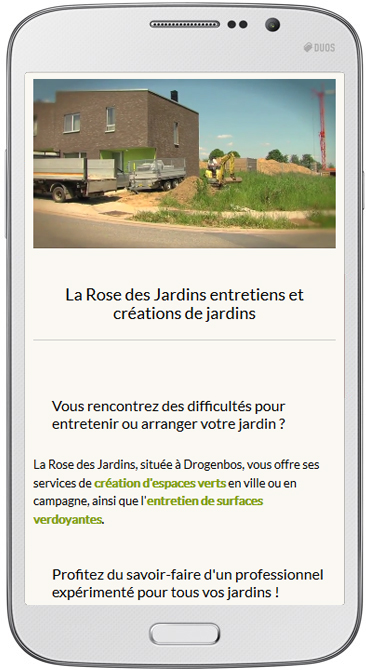 DUOS
La Rose des Jardins entretiens et
créations de jardins
Vous rencontrez des difficultés pour
entretenir ou arranger votre jardin ?
La Rose des Jardins, située à Drogenbos, vous offre ses
services de création d'espaces verts en ville ou en
campagne, ainsi que l'entretien de surfaces
verdoyantes.
Profitez du savoir-faire d'un professionnel
expérimenté pour tous vos jardins !